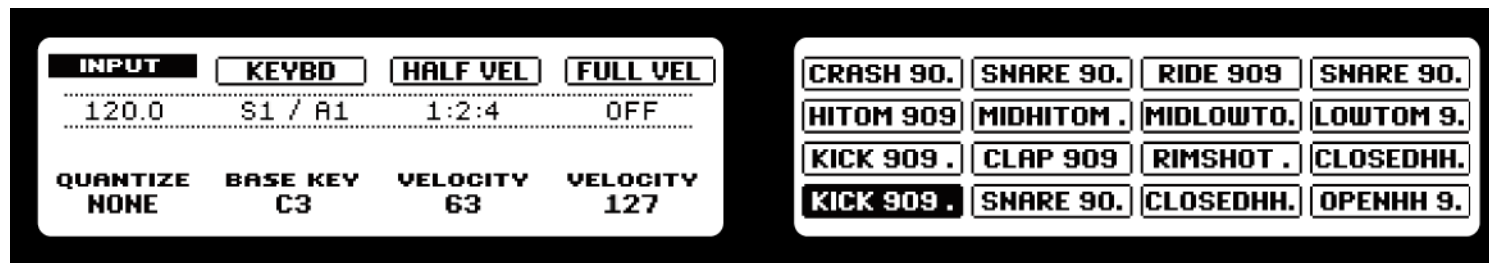 INPUT KEYBD HALF VEL FULL VEL
120.0 S1 / A1 1:2:4 OFF
QUANTIZE BASE KEY VELOCITY VELOCITY
NONE C3 63 127
CRASH 90. SNARE 90. RIDE 909 SNARE 90.
HITOM 909 MIDHITOM . MIDLOWTO. LOWTOM 9.
KICK 909 . CLAP 909 RIMSHOT . CLOSEDHH.
KICK 909 . SNARE 90. CLOSEDHH. OPENHH 9.